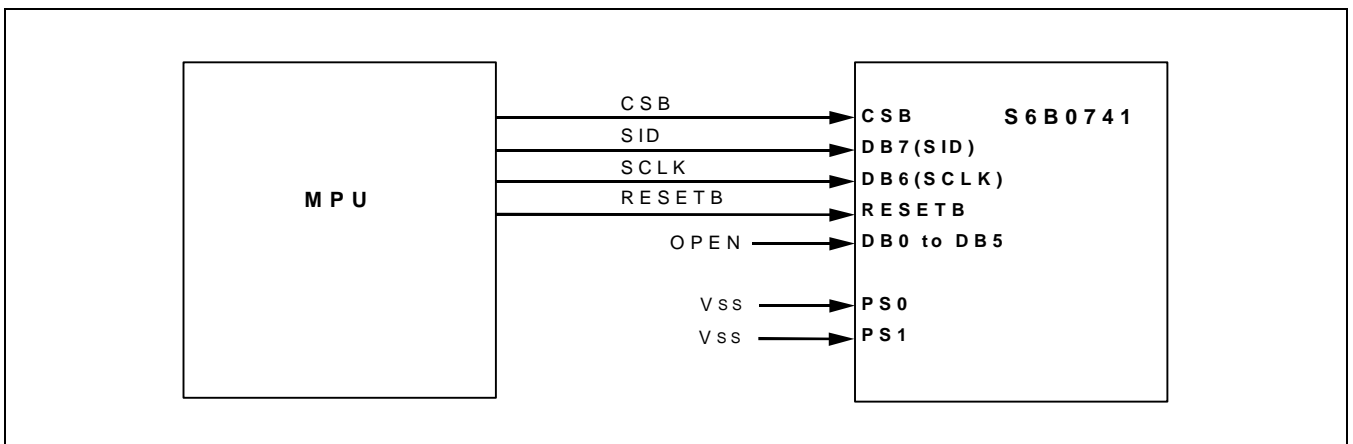 MPU
CSB
SID
SCLK
RESETB
OPEN
Vss
Vss
S6B0741
CSB
DB7(SID)
DB6(SCLK)
RESETB
DB0 to DB5
PS0
PS1